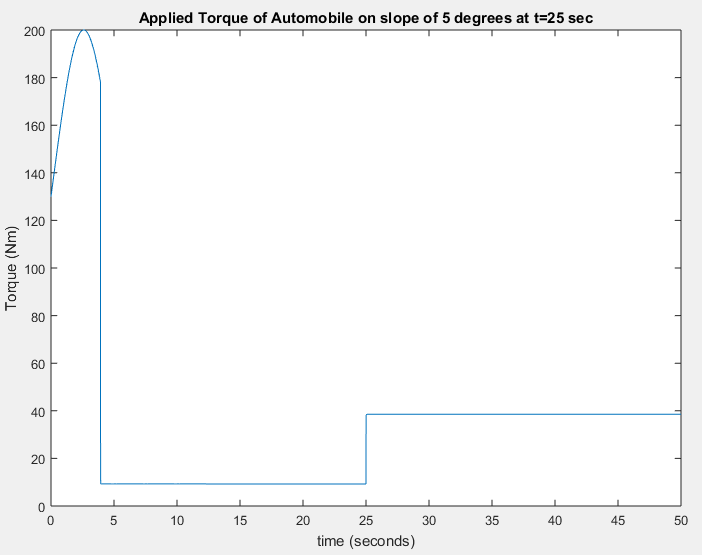 Applied Torque of Automobile on slope of 5 degrees at t=25 sec
200
180
160
140
120
100
80
60
40
20
0
Torque (Nm)
0 5 10 15 20 25 30 35 40 45 50
time (seconds)